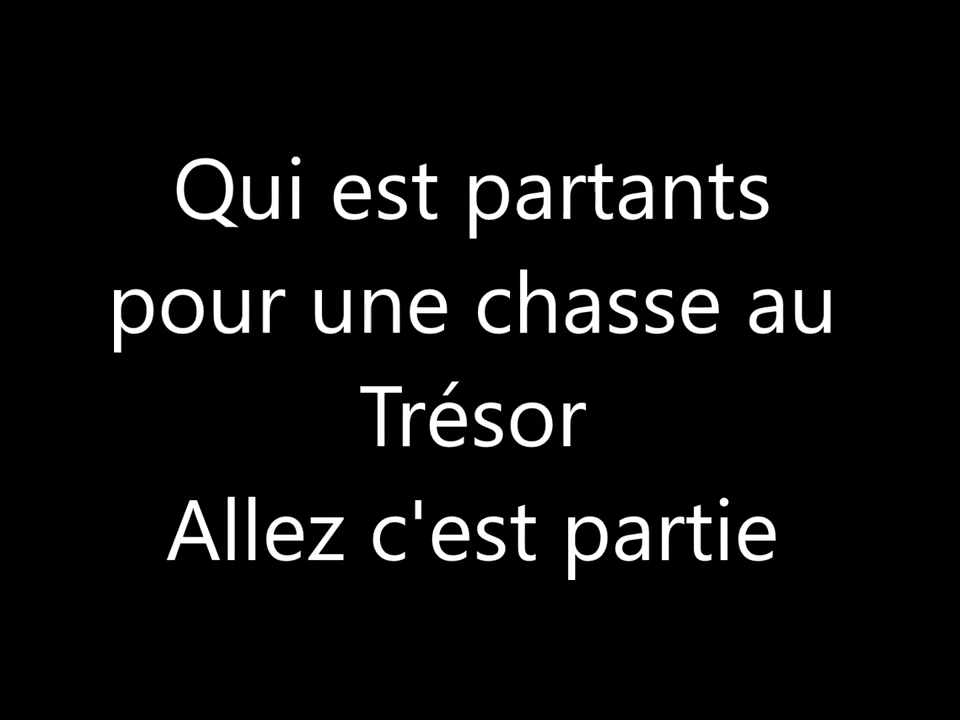 Qui est partants
pour une chasse au
Trésor
Allez c'est partie